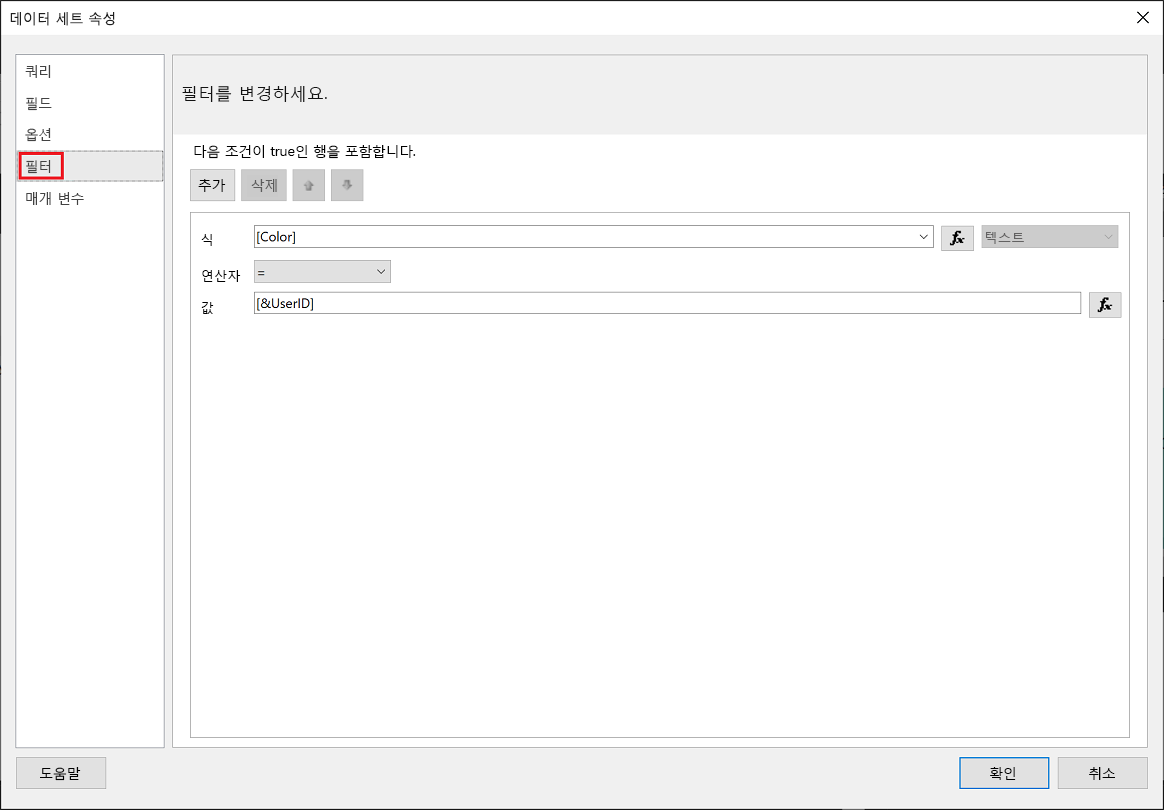 데이터 세트 속성
쿼리
필드
옵션
필터
매개 변수
필터를 변경하세요.
다음 조건이 true인 행을 포함합니다.
추가 삭제
식 [Color] fx 텍스트
연산자 =
값 [&UserID] fx
도움말 확인 취소